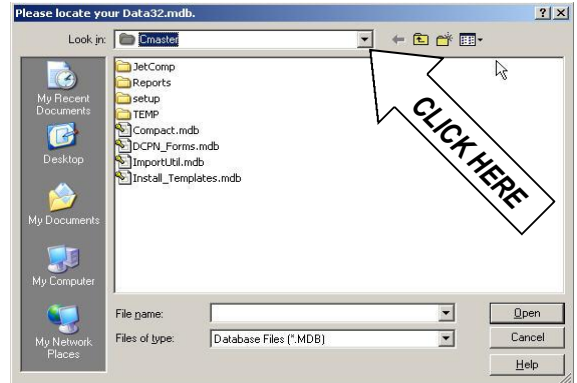 Please locate your Data32.mdb.
Look in:
Cmaster
JetComp
Reports
setup
TEMP
Compact.mdb
DCPN_Forms.mdb
ImportUtil.mdb
Install_Templates.mdb
My Recent
Documents
Desktop
My Documents
My Computer
My Network
Places
CLICK HERE
File name:
Open
Files of type:
Database Files (*.MDB)
Cancel
Help